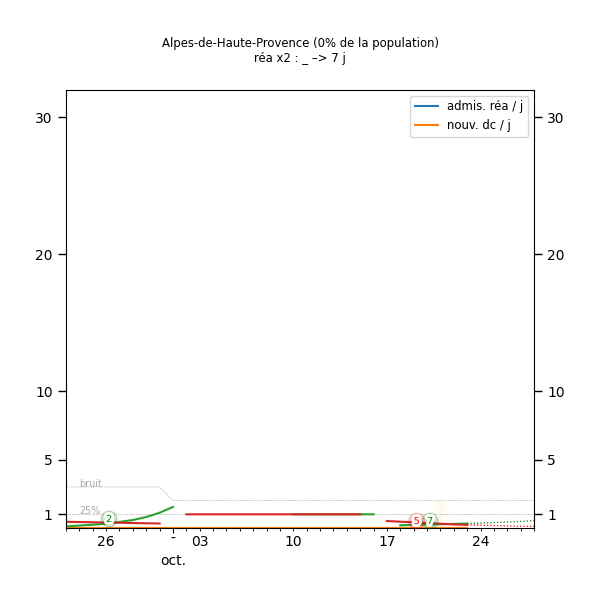 Alpes-de-Haute-Provence (0% de la population)
réa x2 : _ –> 7 j
admis. réa / j
nouv. dc / j
30 30
20 20
10 10
5 5
bruit
25%
1 1
2 5 7
26 - 03 10 17 24
oct.